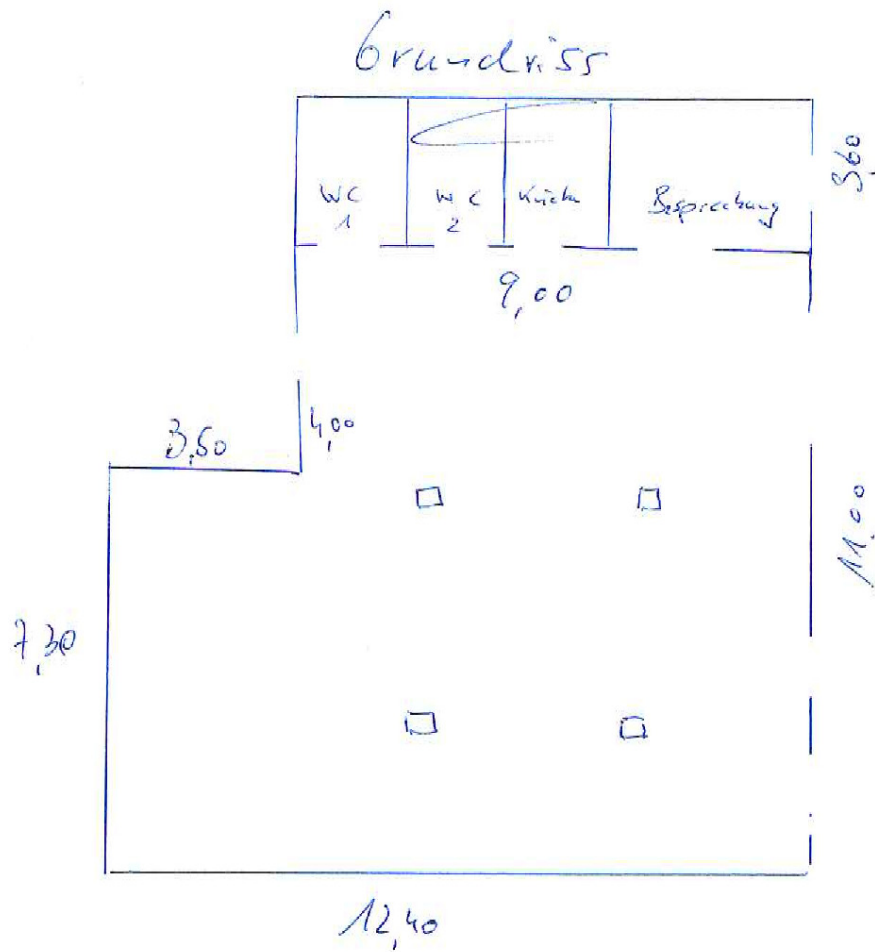 Grundriss
WC
1
WC
2
Küche
Besprechung
3,60
9,00
3,50
4,00
11,00
7,30
12,40